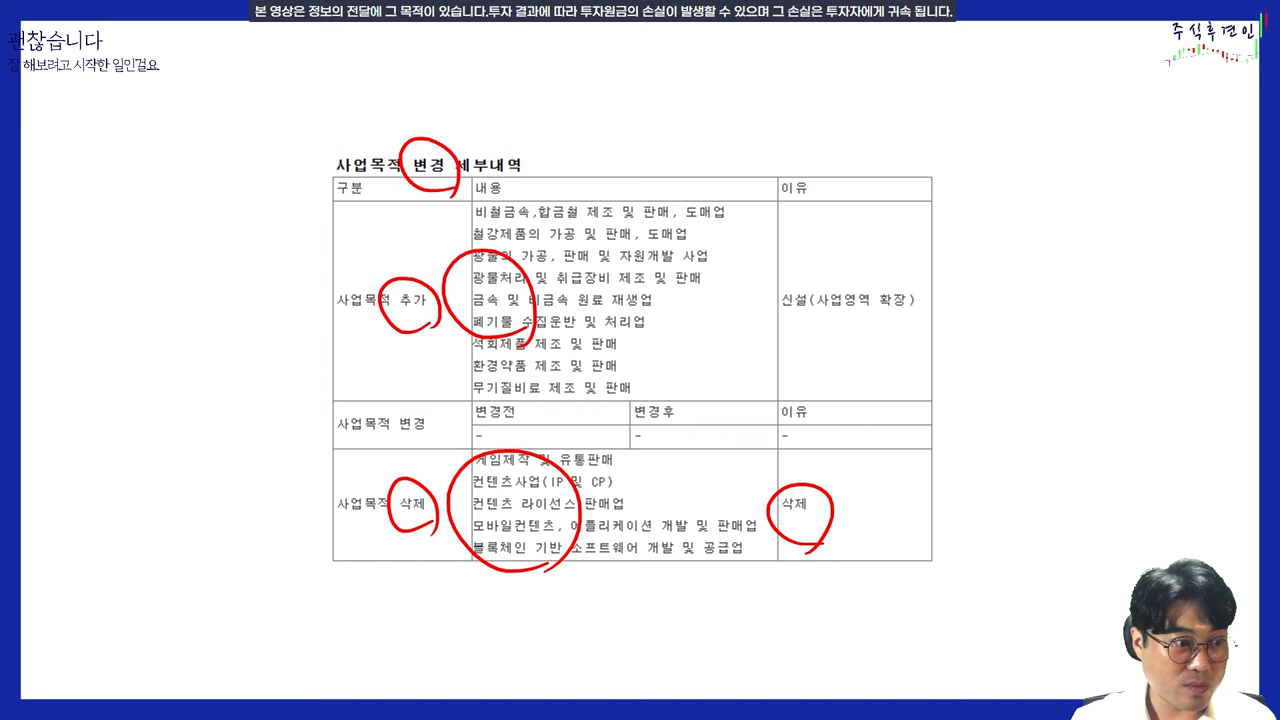 본 영상은 정보의 전달에 그 목적이 있습니다.투자 결과에 따라 투자원금의 손실이 발생할 수 있으며 그 손실은 투자자에게 귀속 됩니다.
괜찮습니다
잘 해보려고 시작한 일인걸요
주식후견인
사업목적 변경 세부내역
구분 내용 이유
비철금속,합금철 제조 및 판매, 도매업
철강제품의 가공 및 판매, 도매업
광물의 가공, 판매 및 자원개발 사업
광물처리 및 취급장비 제조 및 판매
사업목적 추가 금속 및 비금속 원료 재생업 신설(사업영역 확장)
폐기물 수집운반 및 처리업
석회제품 제조 및 판매
환경약품 제조 및 판매
무기질비료 제조 및 판매
사업목적 변경 변경전 변경후 이유
- - -
게임제작 및 유통판매
컨텐츠사업(IP 및 CP)
사업목적 삭제 컨텐츠 라이선스 판매업 삭제
모바일컨텐츠, 어플리케이션 개발 및 판매업
블록체인 기반 소프트웨어 개발 및 공급업